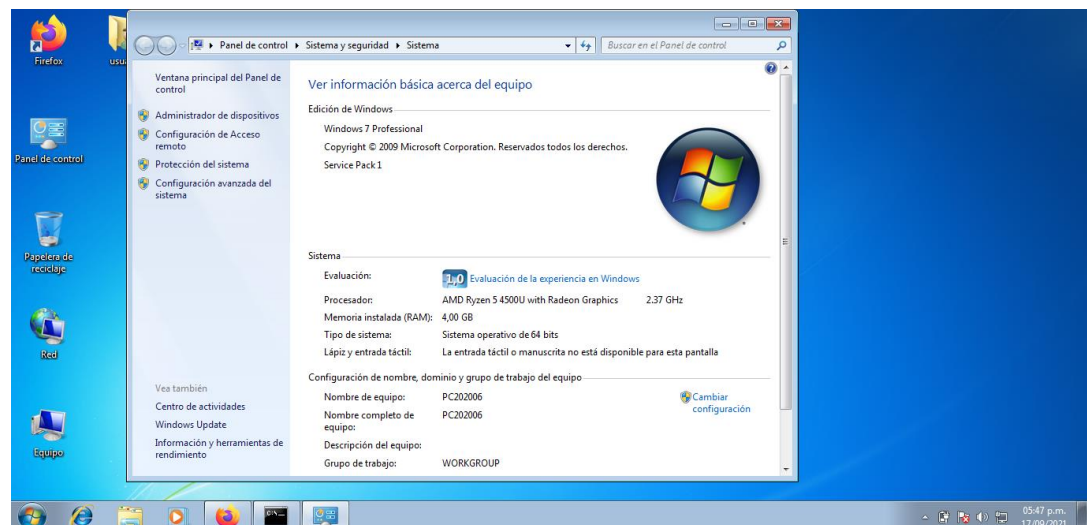 Firefox
usu
Panel de control
Papelera de
reciclaje
Red
Equipo
Panel de control ▸ Sistema y seguridad ▸ Sistema
Buscar en el Panel de control
Ventana principal del Panel de
control
Administrador de dispositivos
Configuración de Acceso
remoto
Protección del sistema
Configuración avanzada del
sistema
Vea también
Centro de actividades
Windows Update
Información y herramientas de
rendimiento
Ver información básica acerca del equipo
Edición de Windows
Windows 7 Professional
Copyright © 2009 Microsoft Corporation. Reservados todos los derechos.
Service Pack 1
Sistema
Evaluación: 1,0 Evaluación de la experiencia en Windows
Procesador: AMD Ryzen 5 4500U with Radeon Graphics 2.37 GHz
Memoria instalada (RAM): 4,00 GB
Tipo de sistema: Sistema operativo de 64 bits
Lápiz y entrada táctil: La entrada táctil o manuscrita no está disponible para esta pantalla
Configuración de nombre, dominio y grupo de trabajo del equipo
Nombre de equipo: PC202006
Cambiar
configuración
Nombre completo de
equipo: PC202006
Descripción del equipo:
Grupo de trabajo: WORKGROUP
05:47 p.m.
17/09/2021